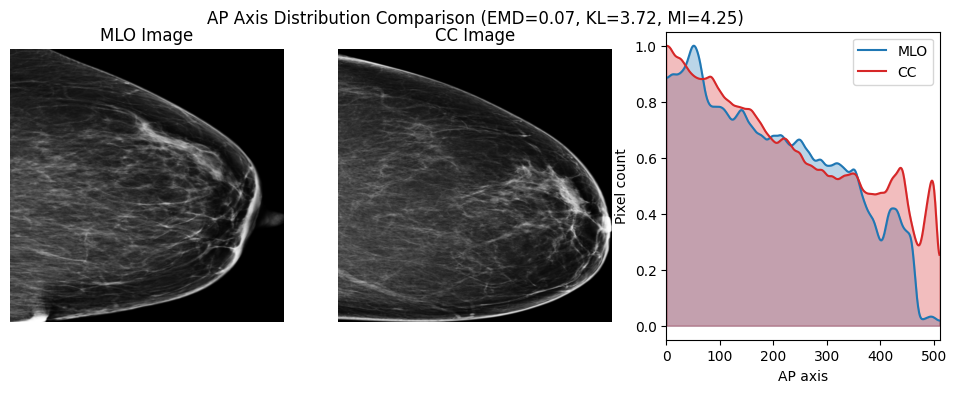 AP Axis Distribution Comparison (EMD=0.07, KL=3.72, MI=4.25)
MLO Image
CC Image
MLO
CC
Pixel count
1.0
0.8
0.6
0.4
0.2
0.0
0 100 200 300 400 500
AP axis